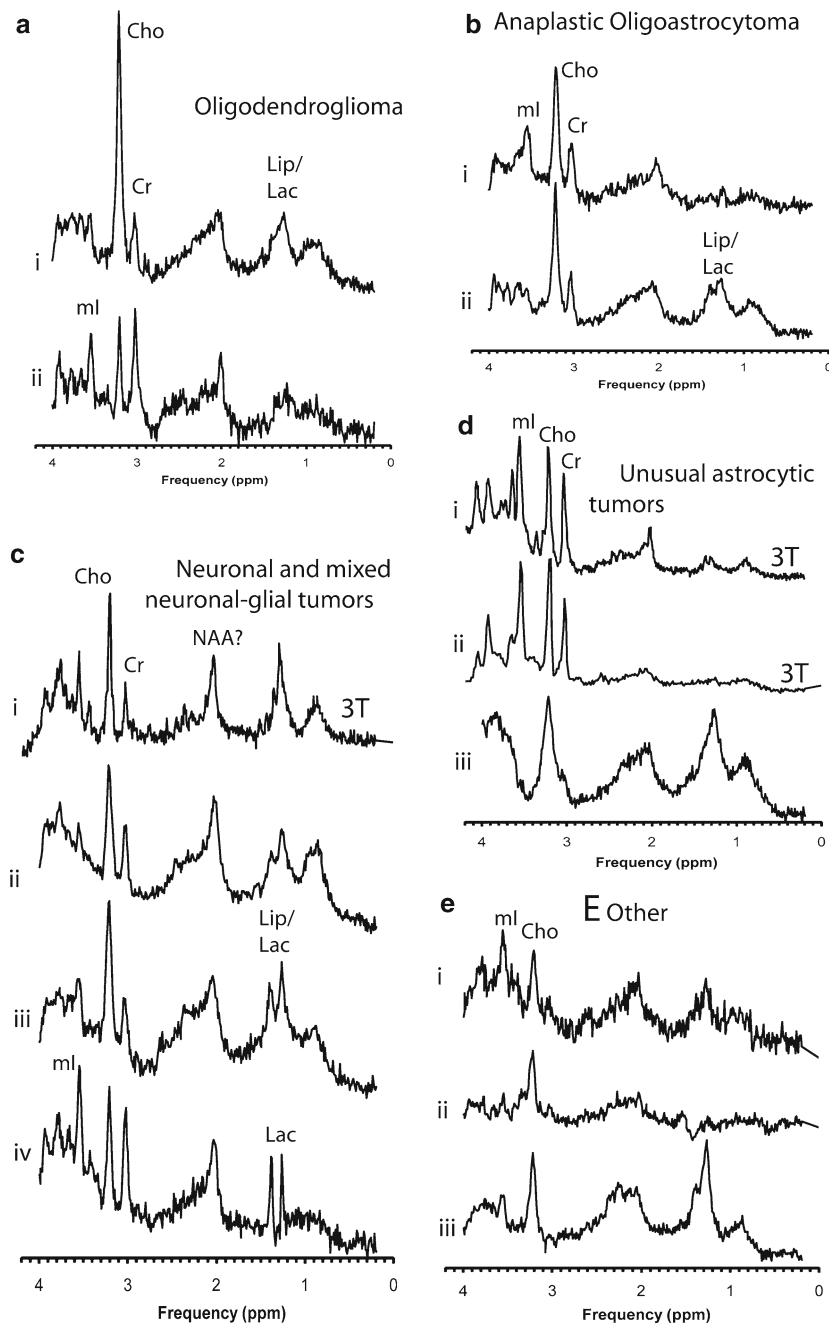 a
Cho
Oligodendroglioma
Cr
Lip/
Lac
i
mI
ii
4 3 2 1 0
Frequency (ppm)
b Anaplastic Oligoastrocytoma
Cho
mI
Cr
i
Lip/
Lac
ii
4 3 2 1 0
Frequency (ppm)
c
Cho
Neuronal and mixed
neuronal-glial tumors
NAA?
Cr
i
3T
ii
Lip/
Lac
iii
mI
Lac
iv
4 3 2 1 0
Frequency (ppm)
d
mI
Cho
Cr
Unusual astrocytic
tumors
i
3T
ii
3T
iii
4 3 2 1 0
Frequency (ppm)
e
E Other
mI
Cho
i
ii
iii
4 3 2 1 0
Frequency (ppm)